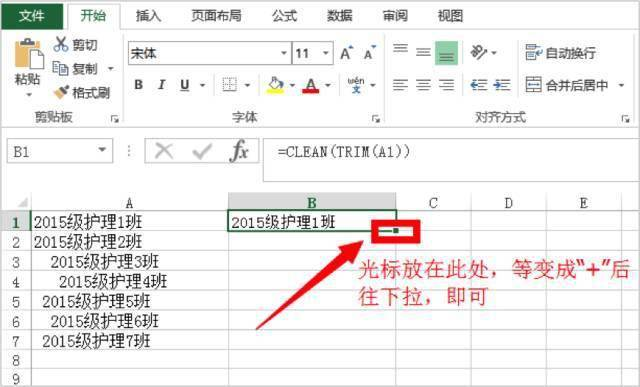 文件 开始 插入 页面布局 公式 数据 审阅 视图
粘贴
剪切
复制
格式刷
剪贴板
宋体 11 A A
B I U A wén 文
字体
自动换行
合并后居中
对齐方式
B1 fx =CLEAN(TRIM(A1))
A B C D E
1 2015级护理1班 2015级护理1班
2 2015级护理2班
3 2015级护理3班
4 2015级护理4班
5 2015级护理5班
6 2015级护理6班
7 2015级护理7班
8
9
光标放在此处，等变成“+”后
往下拉，即可